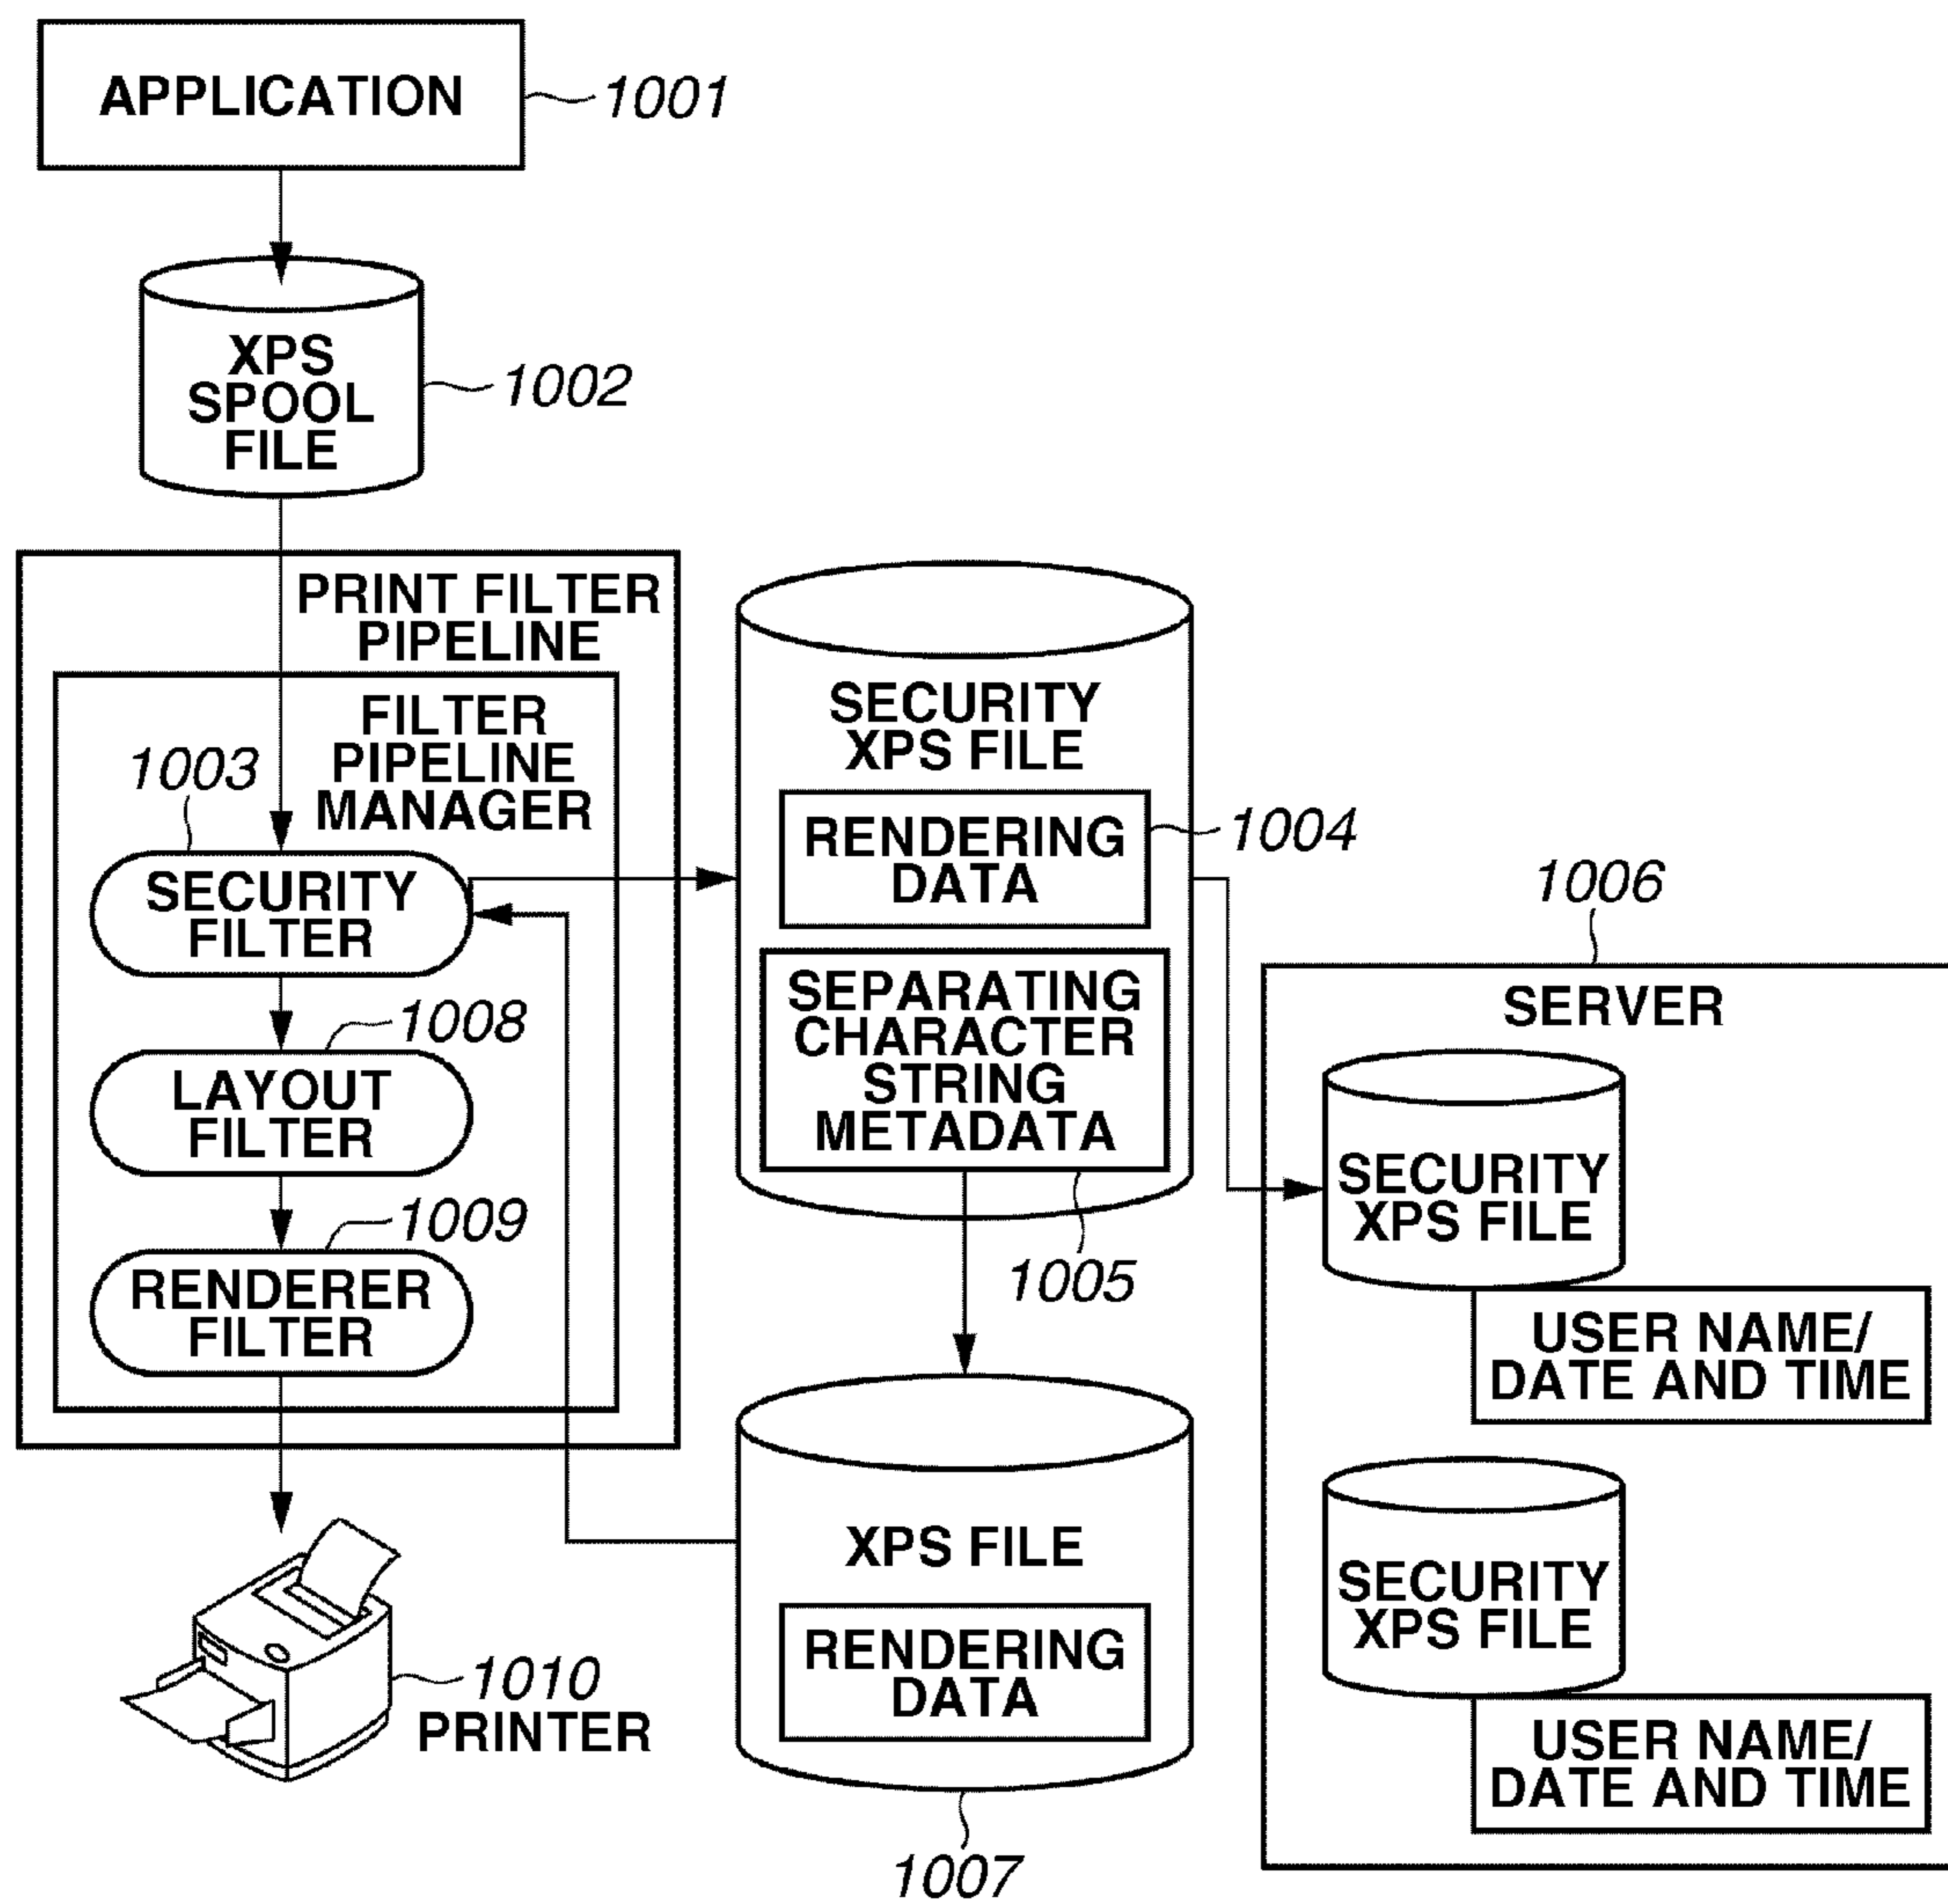 APPLICATION
1001
XPS
SPOOL
FILE
1002
PRINT FILTER
PIPELINE
FILTER
PIPELINE
MANAGER
1003
SECURITY
FILTER
1008
LAYOUT
FILTER
1009
RENDERER
FILTER
1010
PRINTER
SECURITY
XPS FILE
RENDERING
DATA
1004
SEPARATING
CHARACTER
STRING
METADATA
1005
XPS FILE
RENDERING
DATA
1007
1006
SERVER
SECURITY
XPS FILE
USER NAME/
DATE AND TIME
SECURITY
XPS FILE
USER NAME/
DATE AND TIME